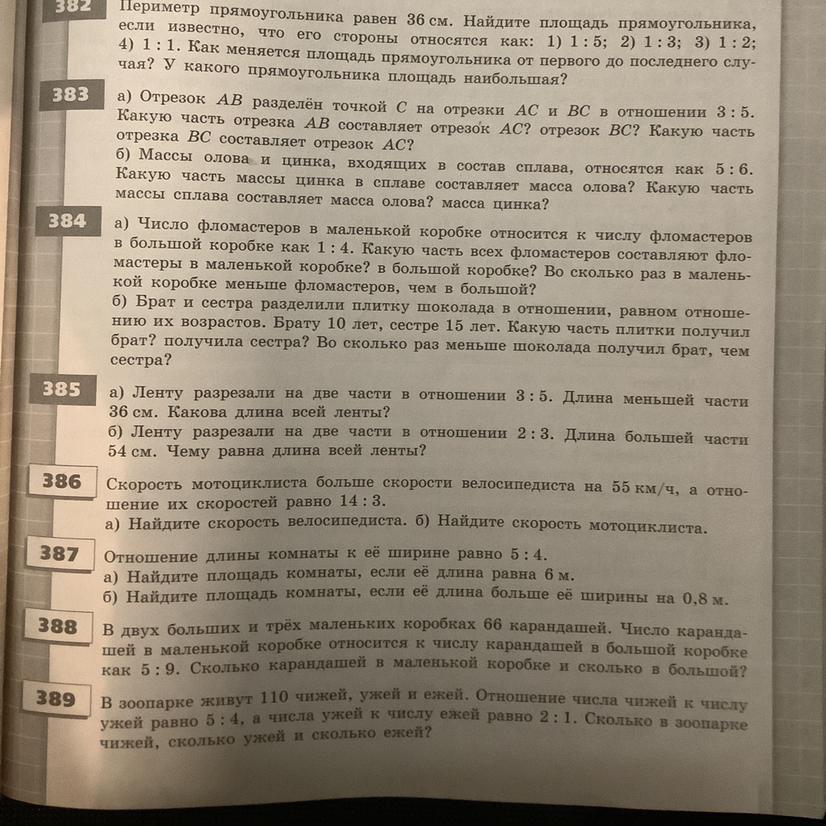 382
Периметр прямоугольника равен 36 см. Найдите площадь прямоугольника,
если известно, что его стороны относятся как: 1) 1 : 5; 2) 1 : 3; 3) 1 : 2;
4) 1 : 1. Как меняется площадь прямоугольника от первого до последнего слу-
чая? У какого прямоугольника площадь наибольшая?
383
а) Отрезок AB разделён точкой C на отрезки AC и BC в отношении 3 : 5.
Какую часть отрезка AB составляет отрезок AC? отрезок BC? Какую часть
отрезка BC составляет отрезок AC?
б) Массы олова и цинка, входящих в состав сплава, относятся как 5 : 6.
Какую часть массы цинка в сплаве составляет масса олова? Какую часть
массы сплава составляет масса олова? масса цинка?
384
а) Число фломастеров в маленькой коробке относится к числу фломастеров
в большой коробке как 1 : 4. Какую часть всех фломастеров составляют фло-
мастеры в маленькой коробке? в большой коробке? Во сколько раз в малень-
кой коробке меньше фломастеров, чем в большой?
б) Брат и сестра разделили плитку шоколада в отношении, равном отноше-
нию их возрастов. Брату 10 лет, сестре 15 лет. Какую часть плитки получил
брат? получила сестра? Во сколько раз меньше шоколада получил брат, чем
сестра?
385
а) Ленту разрезали на две части в отношении 3 : 5. Длина меньшей части
36 см. Какова длина всей ленты?
б) Ленту разрезали на две части в отношении 2 : 3. Длина большей части
54 см. Чему равна длина всей ленты?
386
Скорость мотоциклиста больше скорости велосипедиста на 55 км/ч, а отно-
шение их скоростей равно 14 : 3.
а) Найдите скорость велосипедиста. б) Найдите скорость мотоциклиста.
387
Отношение длины комнаты к её ширине равно 5 : 4.
а) Найдите площадь комнаты, если её длина равна 6 м.
б) Найдите площадь комнаты, если её длина больше её ширины на 0,8 м.
388
В двух больших и трёх маленьких коробках 66 карандашей. Число каранда-
шей в маленькой коробке относится к числу карандашей в большой коробке
как 5 : 9. Сколько карандашей в маленькой коробке и сколько в большой?
389
В зоопарке живут 110 чижей, ужей и ежей. Отношение числа чижей к числу
ужей равно 5 : 4, а числа ужей к числу ежей равно 2 : 1. Сколько в зоопарке
чижей, сколько ужей и сколько ежей?